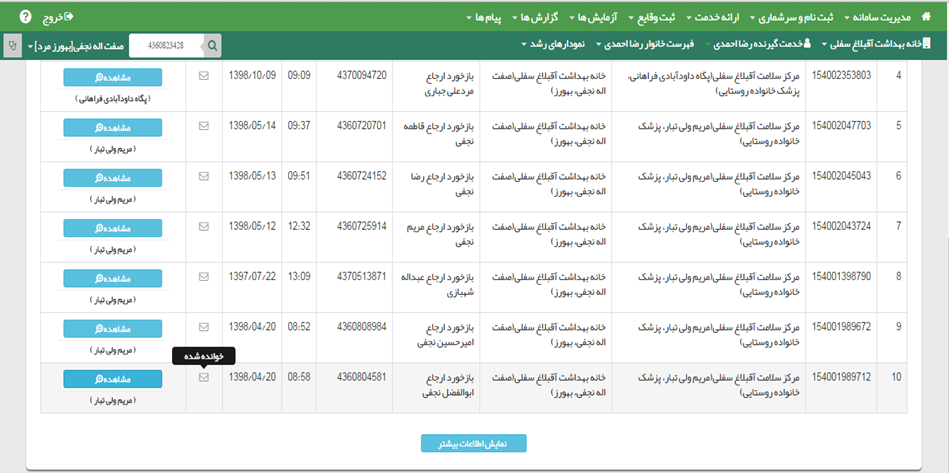 مدیریت سامانه ثبت نام و سرشماری ارائه خدمت ثبت وقایع آزمایش ها گزارش ها پیام ها خروج ?
خانه بهداشت آقبلاغ سفلی خدمت گیرنده رضا احمدی فهرست خانوار رضا احمدی نمودارهای رشد 4360823428 صفت اله نجفی[بهورز مرد]
4 154002353803 مرکز سلامت آقبلاغ سفلی(پگاه داودآبادی فراهانی، خانه بهداشت آقبلاغ سفلی(صفت بازخورد ارجاع 4370094720 09:09 1398/10/09 مشاهده
پزشک خانواده روستایی) اله نجفی، بهورز) مردعلی جباری ( پگاه داودآبادی فراهانی )
5 154002047703 مرکز سلامت آقبلاغ سفلی(مریم ولی تبار، پزشک خانه بهداشت آقبلاغ سفلی(صفت بازخورد ارجاع فاطمه 4360720701 09:37 1398/05/14 مشاهده
خانواده روستایی) اله نجفی، بهورز) نجفی ( مریم ولی تبار )
6 154002045043 مرکز سلامت آقبلاغ سفلی(مریم ولی تبار، پزشک خانه بهداشت آقبلاغ سفلی(صفت بازخورد ارجاع رضا 4360724152 09:51 1398/05/13 مشاهده
خانواده روستایی) اله نجفی، بهورز) نجفی ( مریم ولی تبار )
7 154002043724 مرکز سلامت آقبلاغ سفلی(مریم ولی تبار، پزشک خانه بهداشت آقبلاغ سفلی(صفت بازخورد ارجاع مریم 4360725914 12:32 1398/05/12 مشاهده
خانواده روستایی) اله نجفی، بهورز) نجفی ( مریم ولی تبار )
8 154001398790 مرکز سلامت آقبلاغ سفلی(مریم ولی تبار، پزشک خانه بهداشت آقبلاغ سفلی(صفت بازخورد ارجاع عبداله 4370513871 13:09 1397/07/22 مشاهده
خانواده روستایی) اله نجفی، بهورز) شهبازی ( مریم ولی تبار )
9 154001989672 مرکز سلامت آقبلاغ سفلی(مریم ولی تبار، پزشک خانه بهداشت آقبلاغ سفلی(صفت بازخورد ارجاع 4360808984 08:52 1398/04/20 مشاهده
خانواده روستایی) اله نجفی، بهورز) امیرحسین نجفی ( مریم ولی تبار )
خوانده شده
10 154001989712 مرکز سلامت آقبلاغ سفلی(مریم ولی تبار، پزشک خانه بهداشت آقبلاغ سفلی(صفت بازخورد ارجاع 4360804581 08:58 1398/04/20 مشاهده
خانواده روستایی) اله نجفی، بهورز) ابوالفضل نجفی ( مریم ولی تبار )
نمایش اطلاعات بیشتر